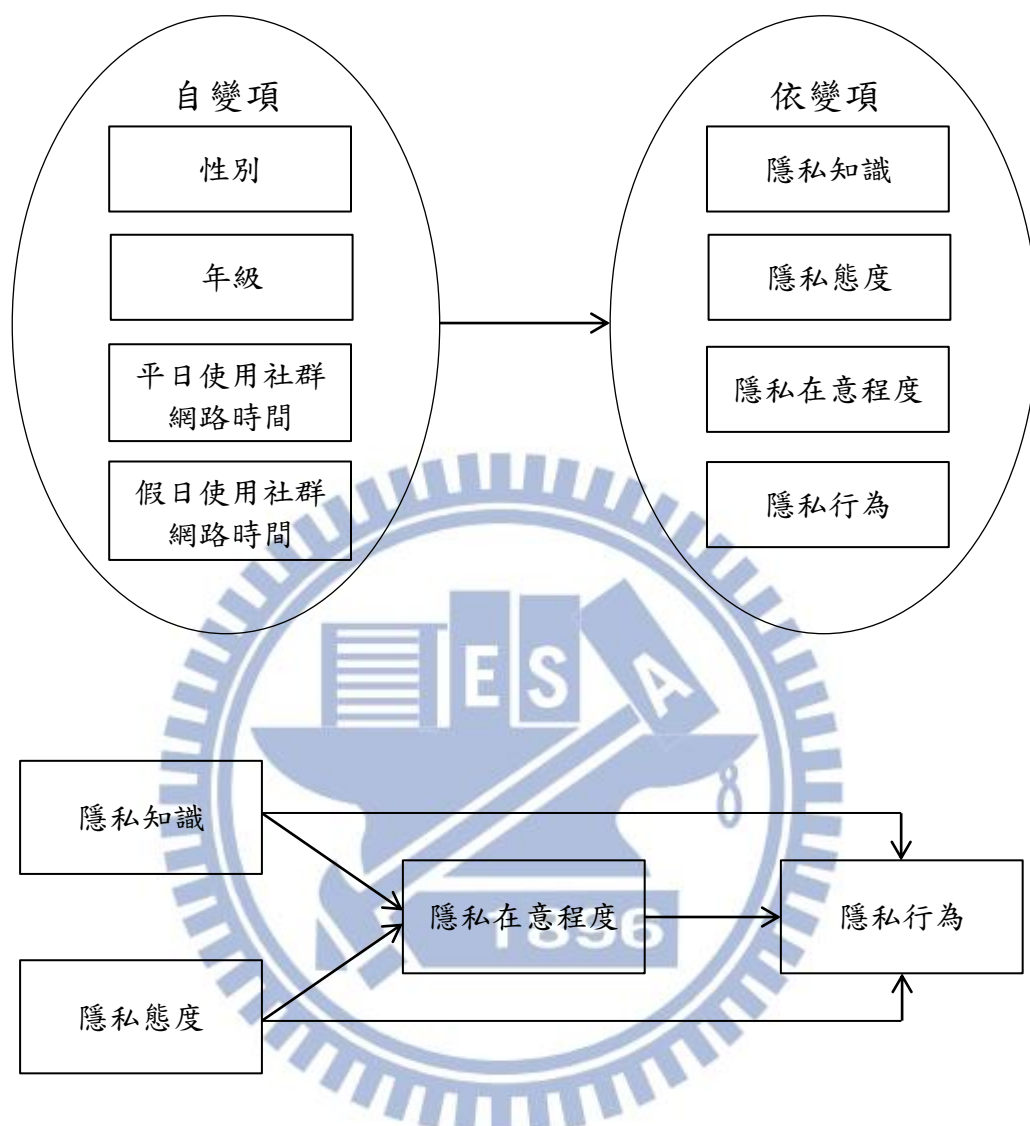 自變項
性別
年級
平日使用社群
網路時間
假日使用社群
網路時間
依變項
隱私知識
隱私態度
隱私在意程度
隱私行為
E S A
隱私知識
隱私態度
隱私在意程度
隱私行為
1896